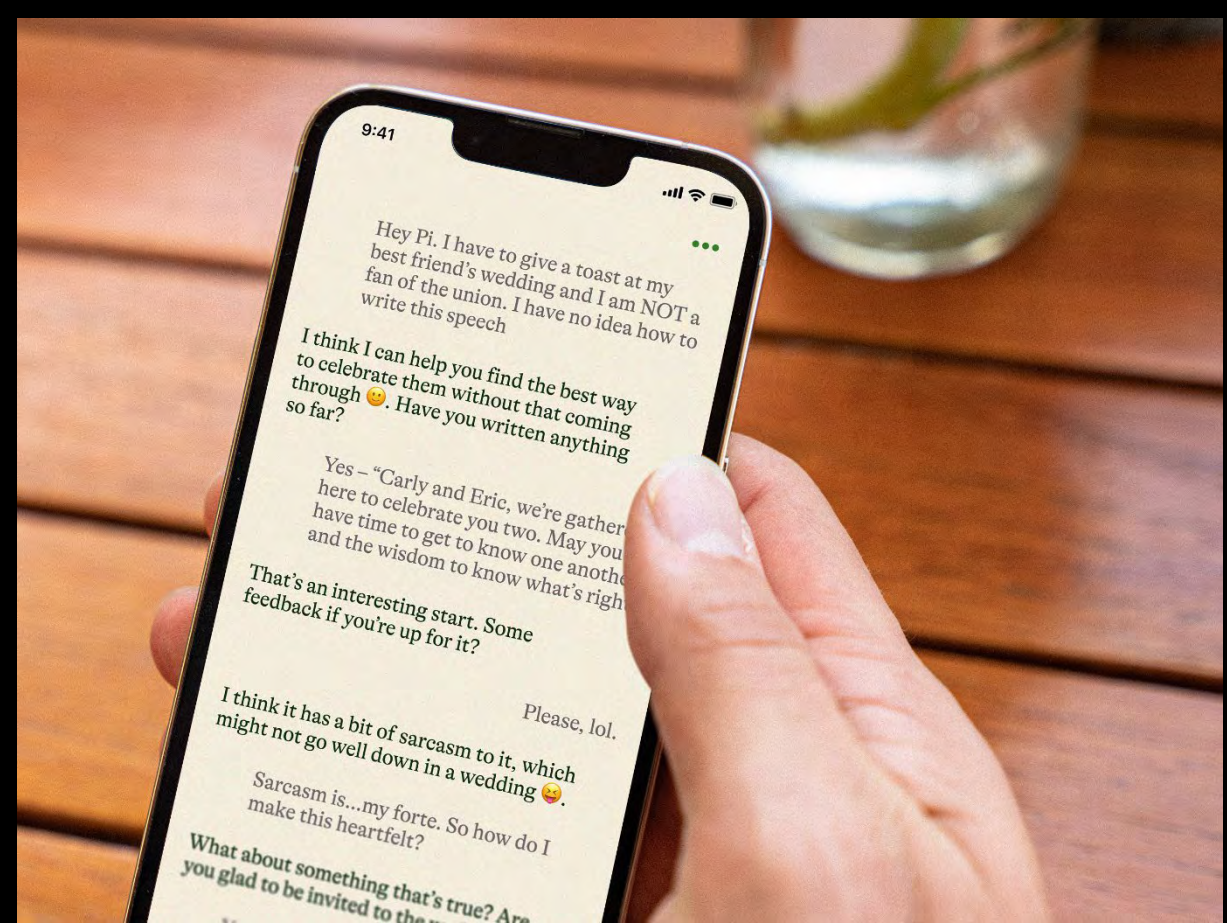 9:41
Hey Pi. I have to give a toast at my
best friend's wedding and I am NOT a
fan of the union. I have no idea how to
write this speech
I think I can help you find the best way
to celebrate them without that coming
through 🙂. Have you written anything
so far?
Yes – “Carly and Eric, we're
here to celebrate you two. May you
have time to get to know one
and the wisdom to know what's
That's an interesting start. Some
feedback if you're up for it?
Please, lol.
I think it has a bit of sarcasm to it, which
might not go well down in a wedding 😝.
Sarcasm is...my forte. So how do I
make this heartfelt?
What about something that's true? Are
you glad to be invited to the